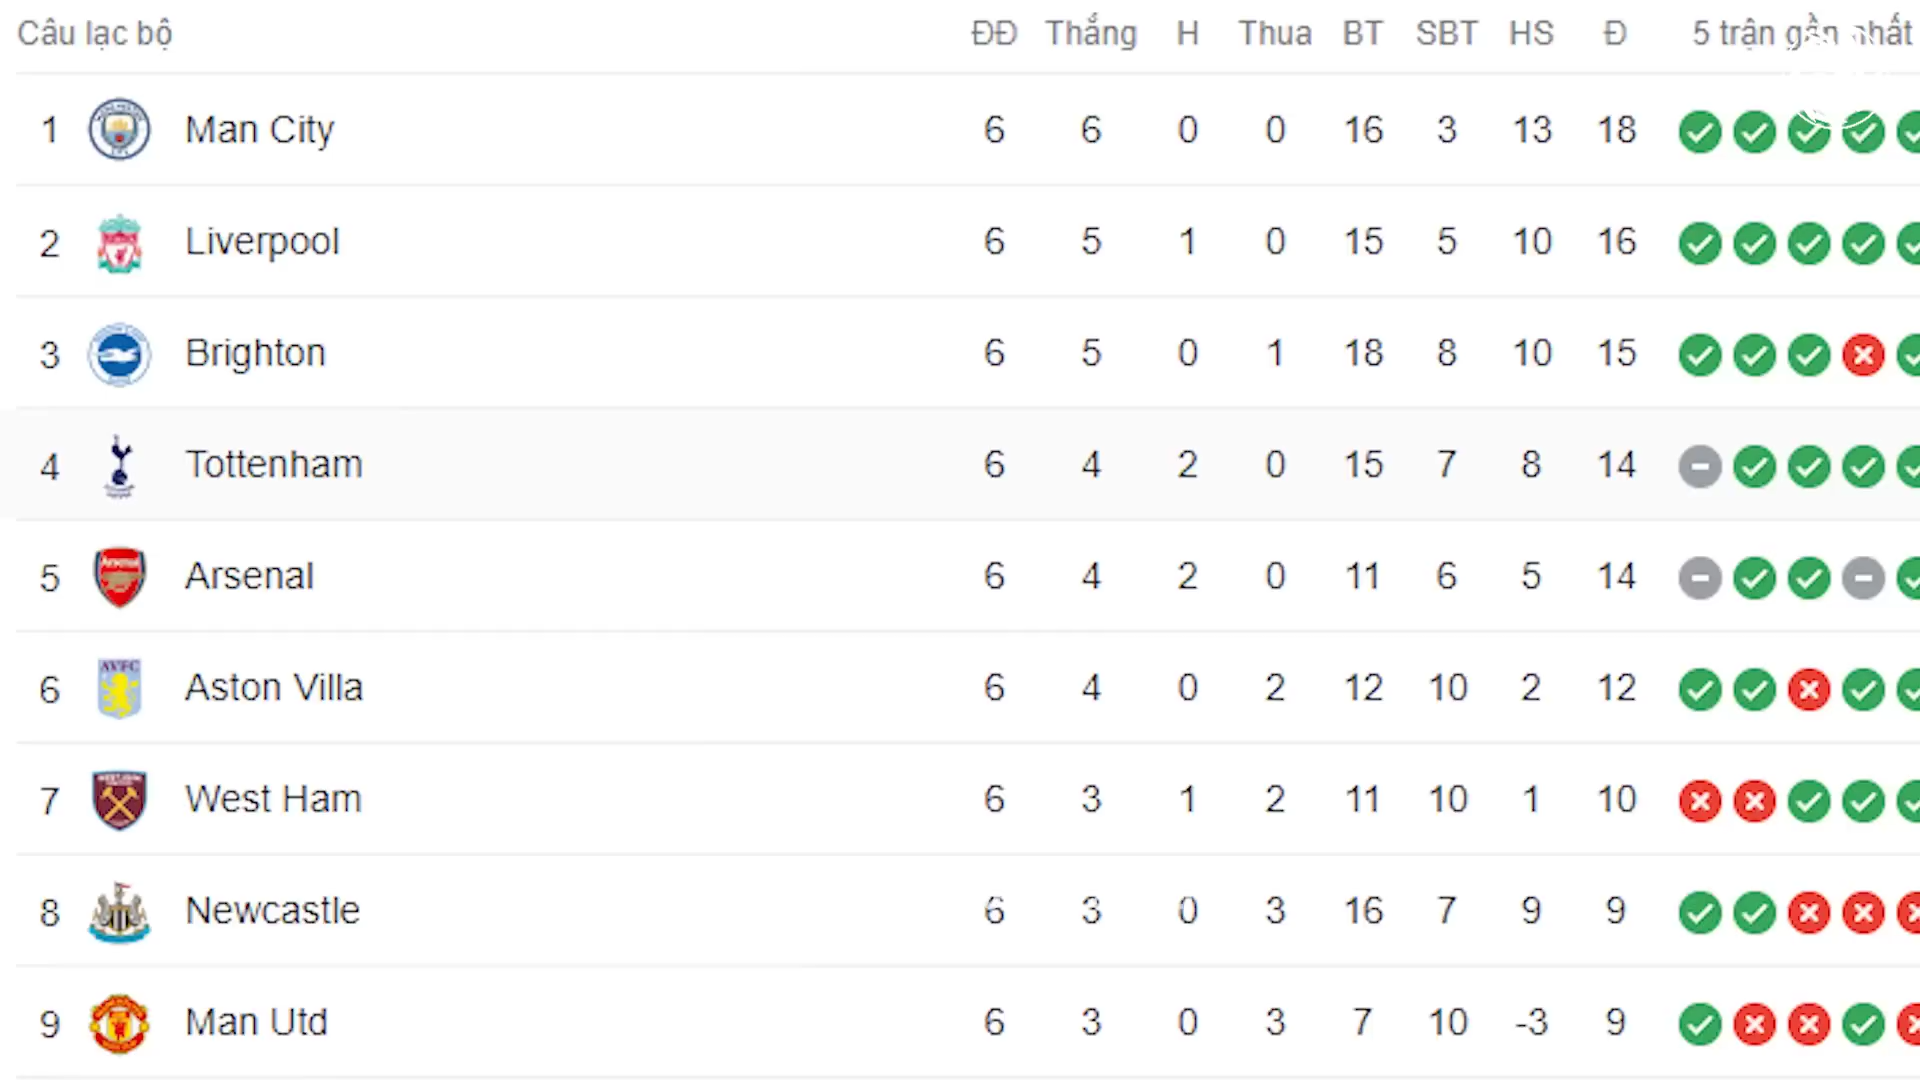 Câu lạc bộ ĐĐ Thắng H Thua BT SBT HS Đ 5 trận gần nhất
1 Man City 6 6 0 0 16 3 13 18
2 Liverpool 6 5 1 0 15 5 10 16
3 Brighton 6 5 0 1 18 8 10 15
4 Tottenham 6 4 2 0 15 7 8 14
5 Arsenal 6 4 2 0 11 6 5 14
6 AVFC Aston Villa 6 4 0 2 12 10 2 12
7 West Ham 6 3 1 2 11 10 1 10
8 Newcastle 6 3 0 3 16 7 9 9
9 Man Utd 6 3 0 3 7 10 -3 9